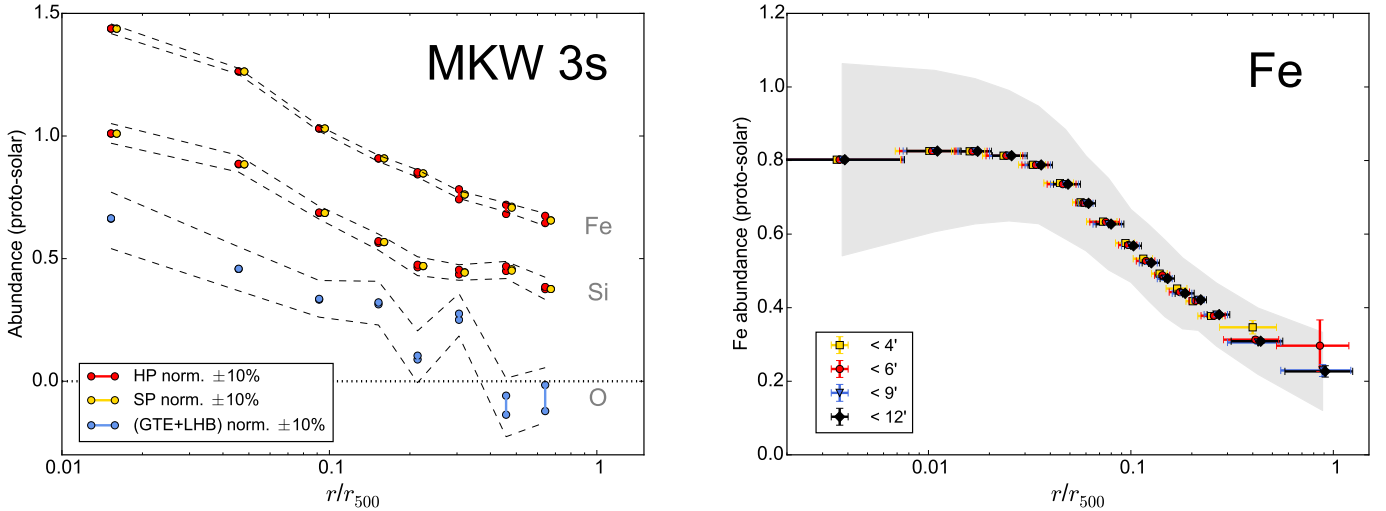 MKW 3s
1.5
1.0
0.5
0.0
Abundance (proto-solar)
Fe
Si
O
HP norm. ±10%
SP norm. ±10%
(GTE+LHB) norm. ±10%
0.01
0.1
1
r/r500
Fe
1.2
1.0
0.8
0.6
0.4
0.2
0.0
Fe abundance (proto-solar)
< 4'
< 6'
< 9'
< 12'
0.01
0.1
1
r/r500